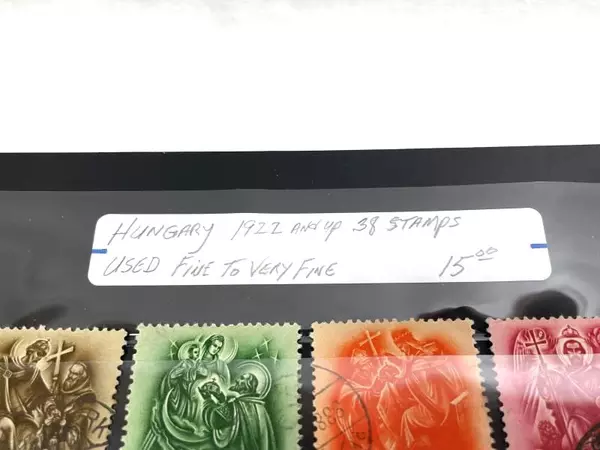 HUNGARY 1922 AND UP 38 STAMPS
USED FINE TO VERY FINE 15.00